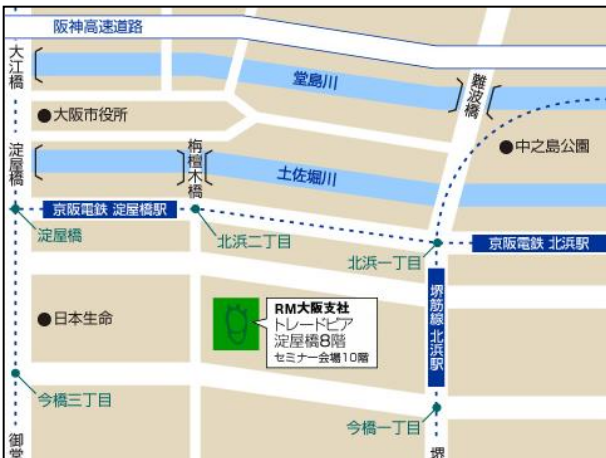 阪神高速道路
大江橋
堂島川
難波橋
●大阪市役所
●中之島公園
淀屋橋
栴檀木橋
土佐堀川
京阪電鉄 淀屋橋駅
淀屋橋
北浜二丁目
北浜一丁目
京阪電鉄 北浜駅
堺筋線 北浜駅
●日本生命
RM大阪支社
トレードピア
淀屋橋8階
セミナー会場10階
今橋三丁目
今橋一丁目
御堂
堺